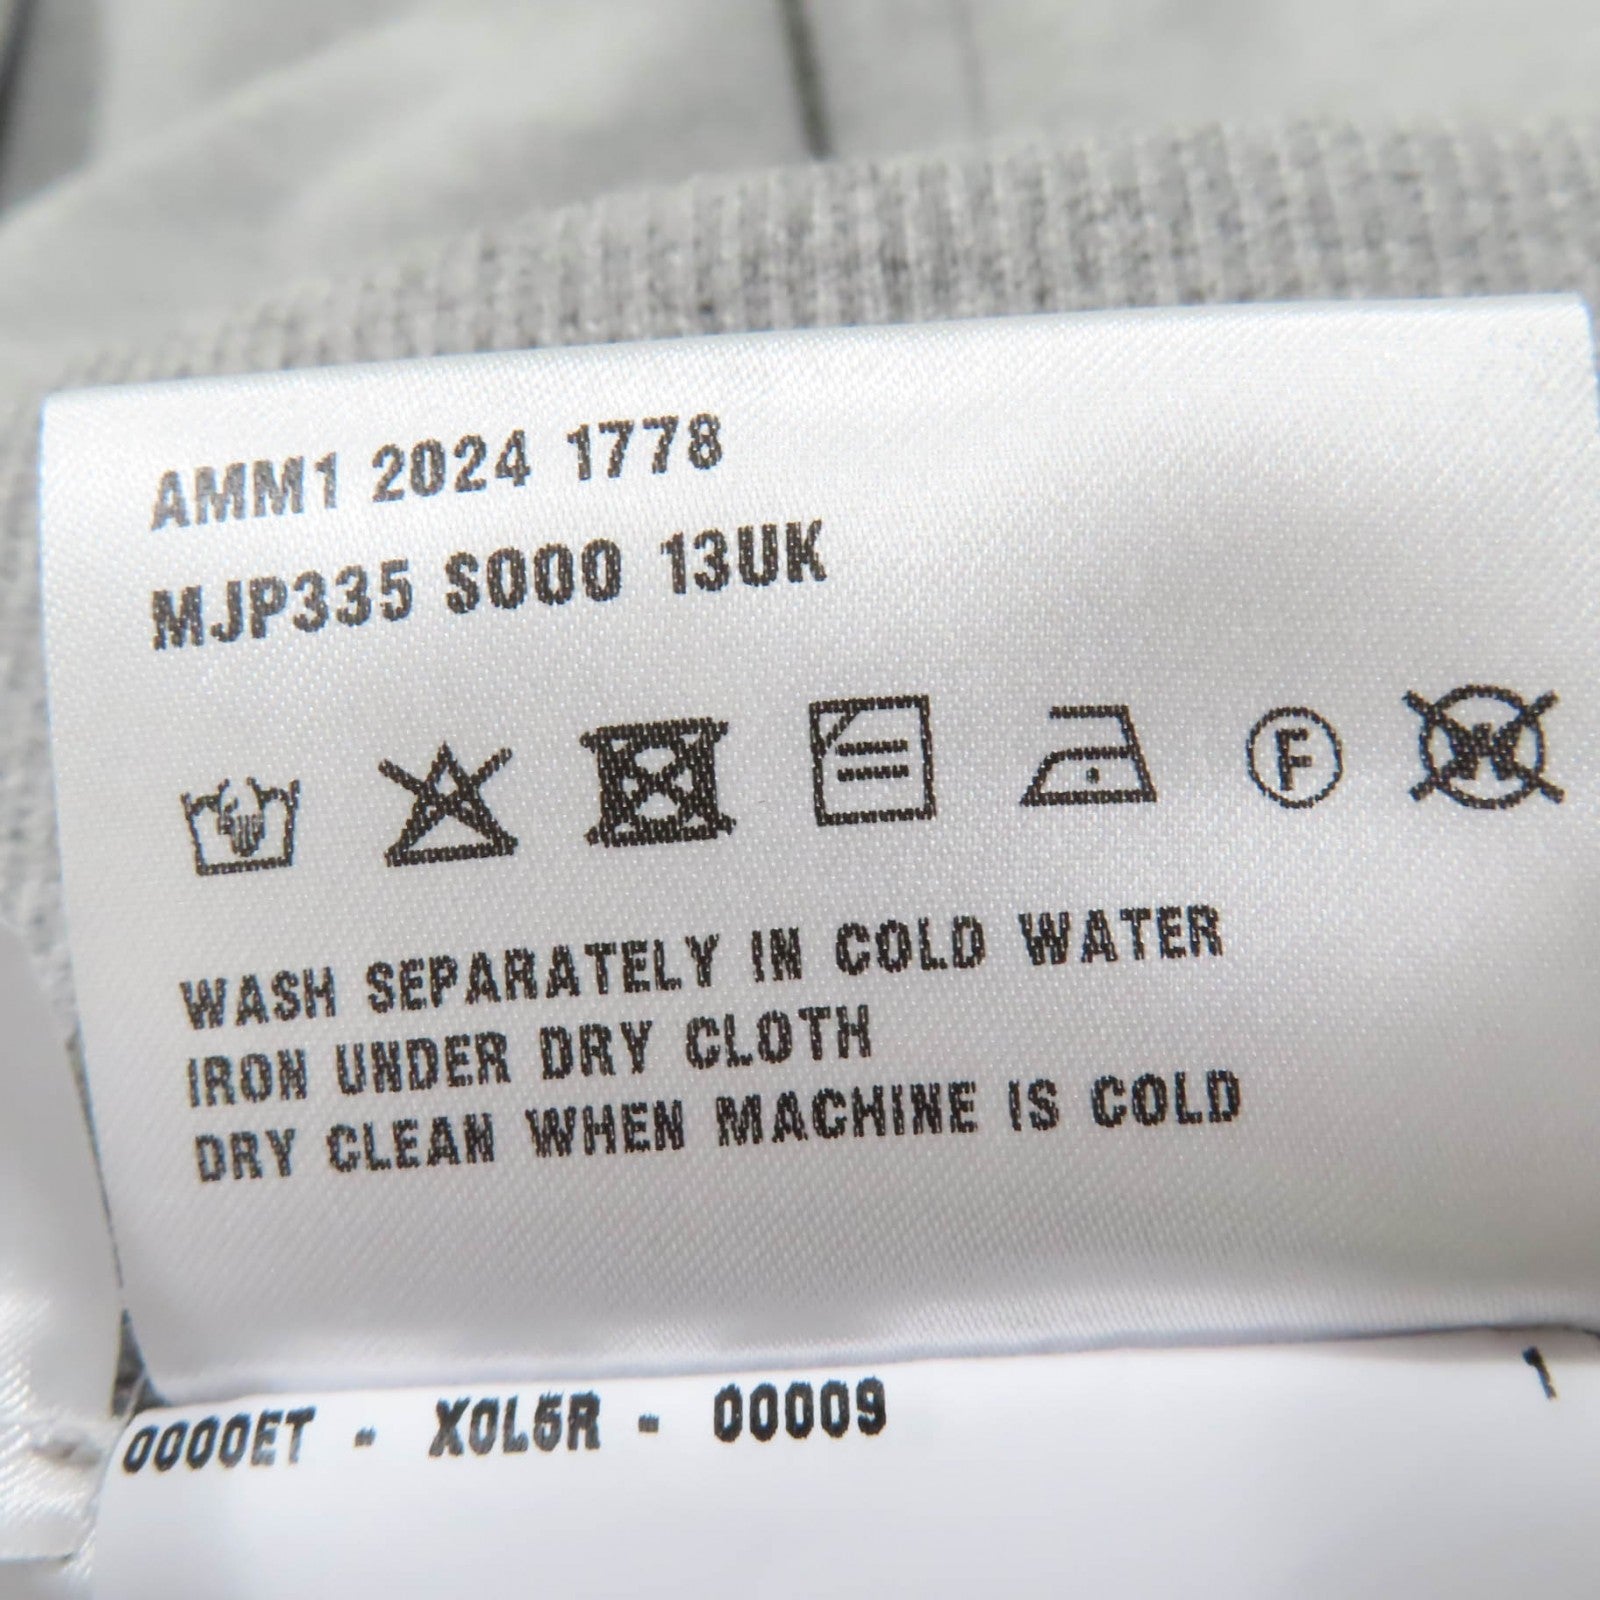 AMM1 2024 1778
MJP335 S000 13UK
F W
WASH SEPARATELY IN COLD WATER
IRON UNDER DRY CLOTH
DRY CLEAN WHEN MACHINE IS COLD
1
0000ET - X0L5R - 00009